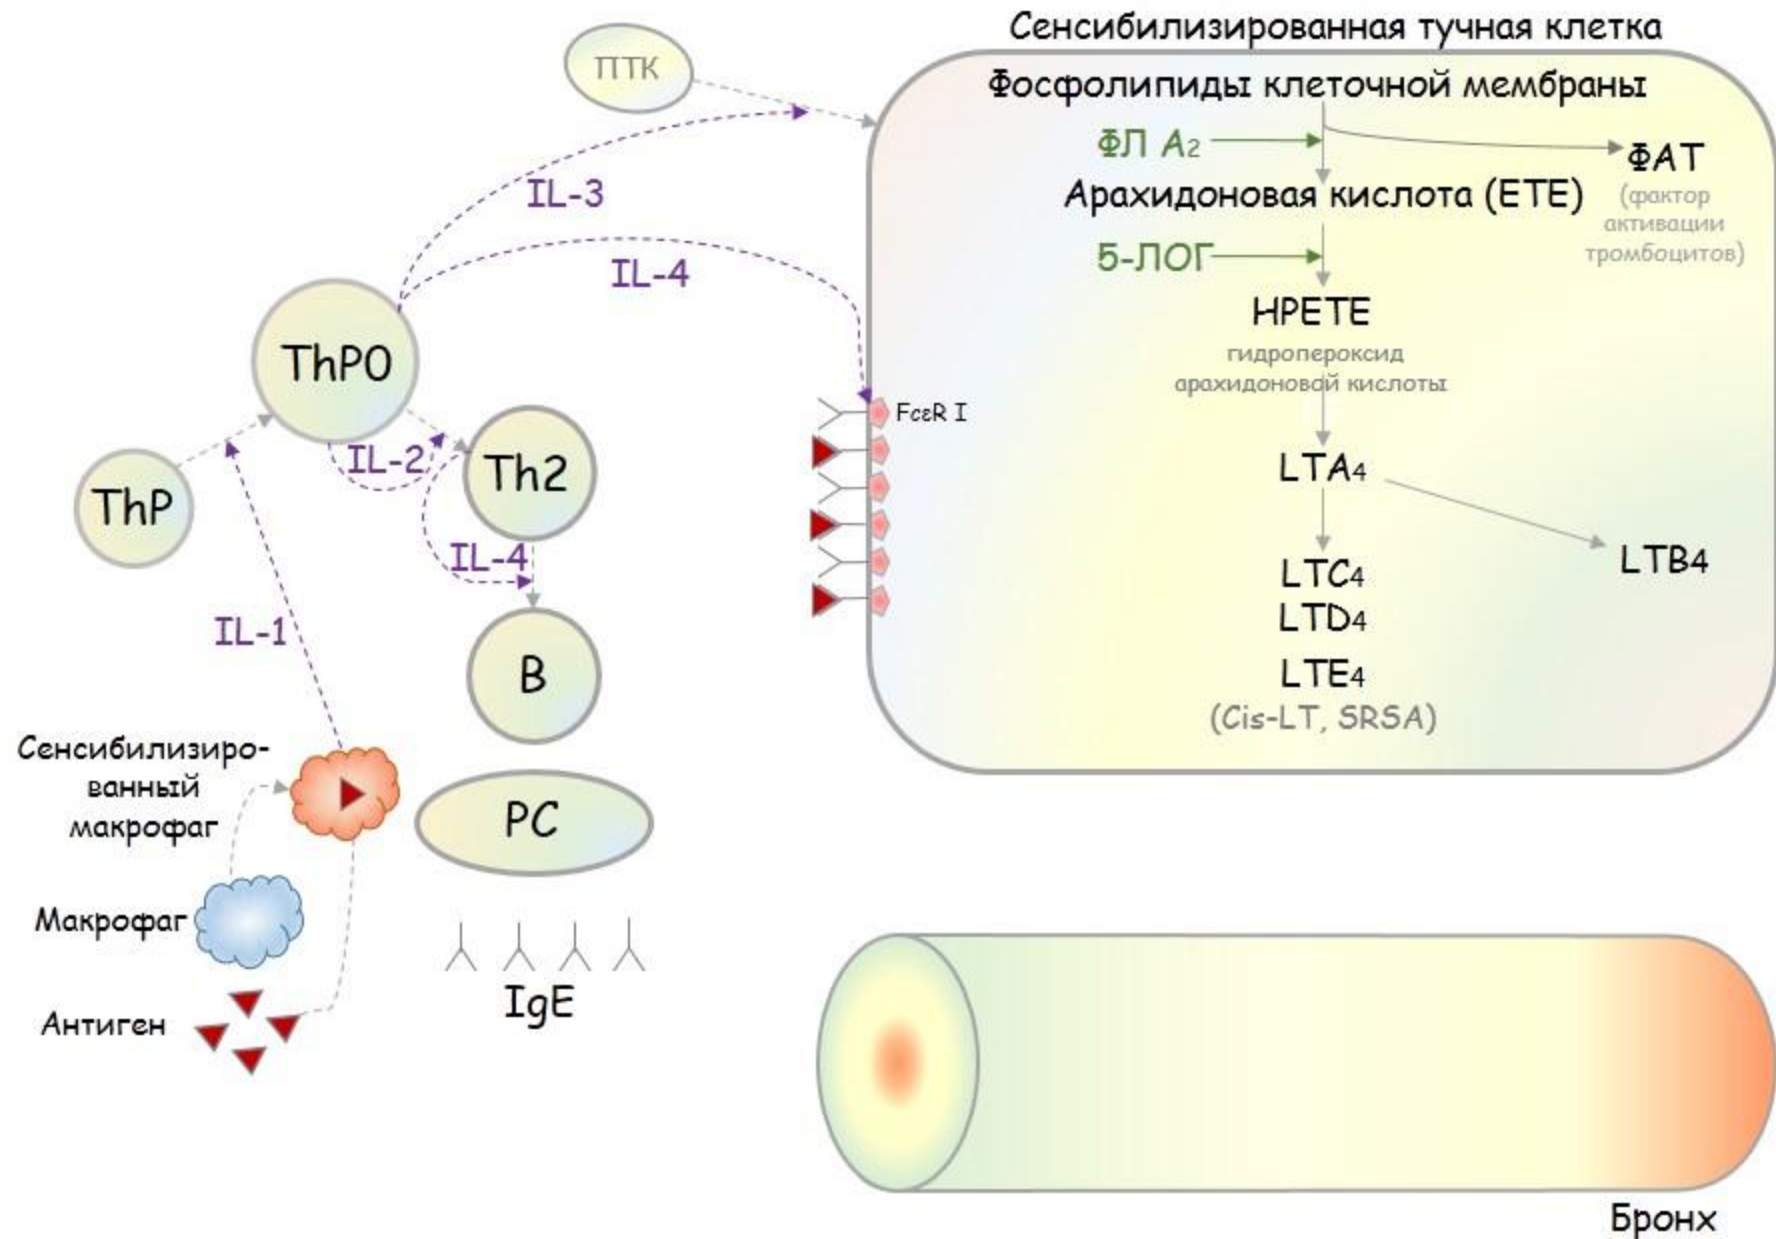 Сенсибилизированная тучная клетка
ПТК
Фосфолипиды клеточной мембраны
ФЛ А2
ФАТ
(фактор
активации
тромбоцитов)
Арахидоновая кислота (ETE)
IL-3
5-ЛОГ
IL-4
HPETE
гидропероксид
арахидоновой кислоты
ThP0
FcεR I
IL-2
Th2
LTA4
ThP
IL-4
LTB4
LTC4
LTD4
IL-1
LTE4
(Cis-LT, SRSA)
B
Сенсибилизиро-
ванный
макрофаг
PC
Макрофаг
IgE
Антиген
Бронх